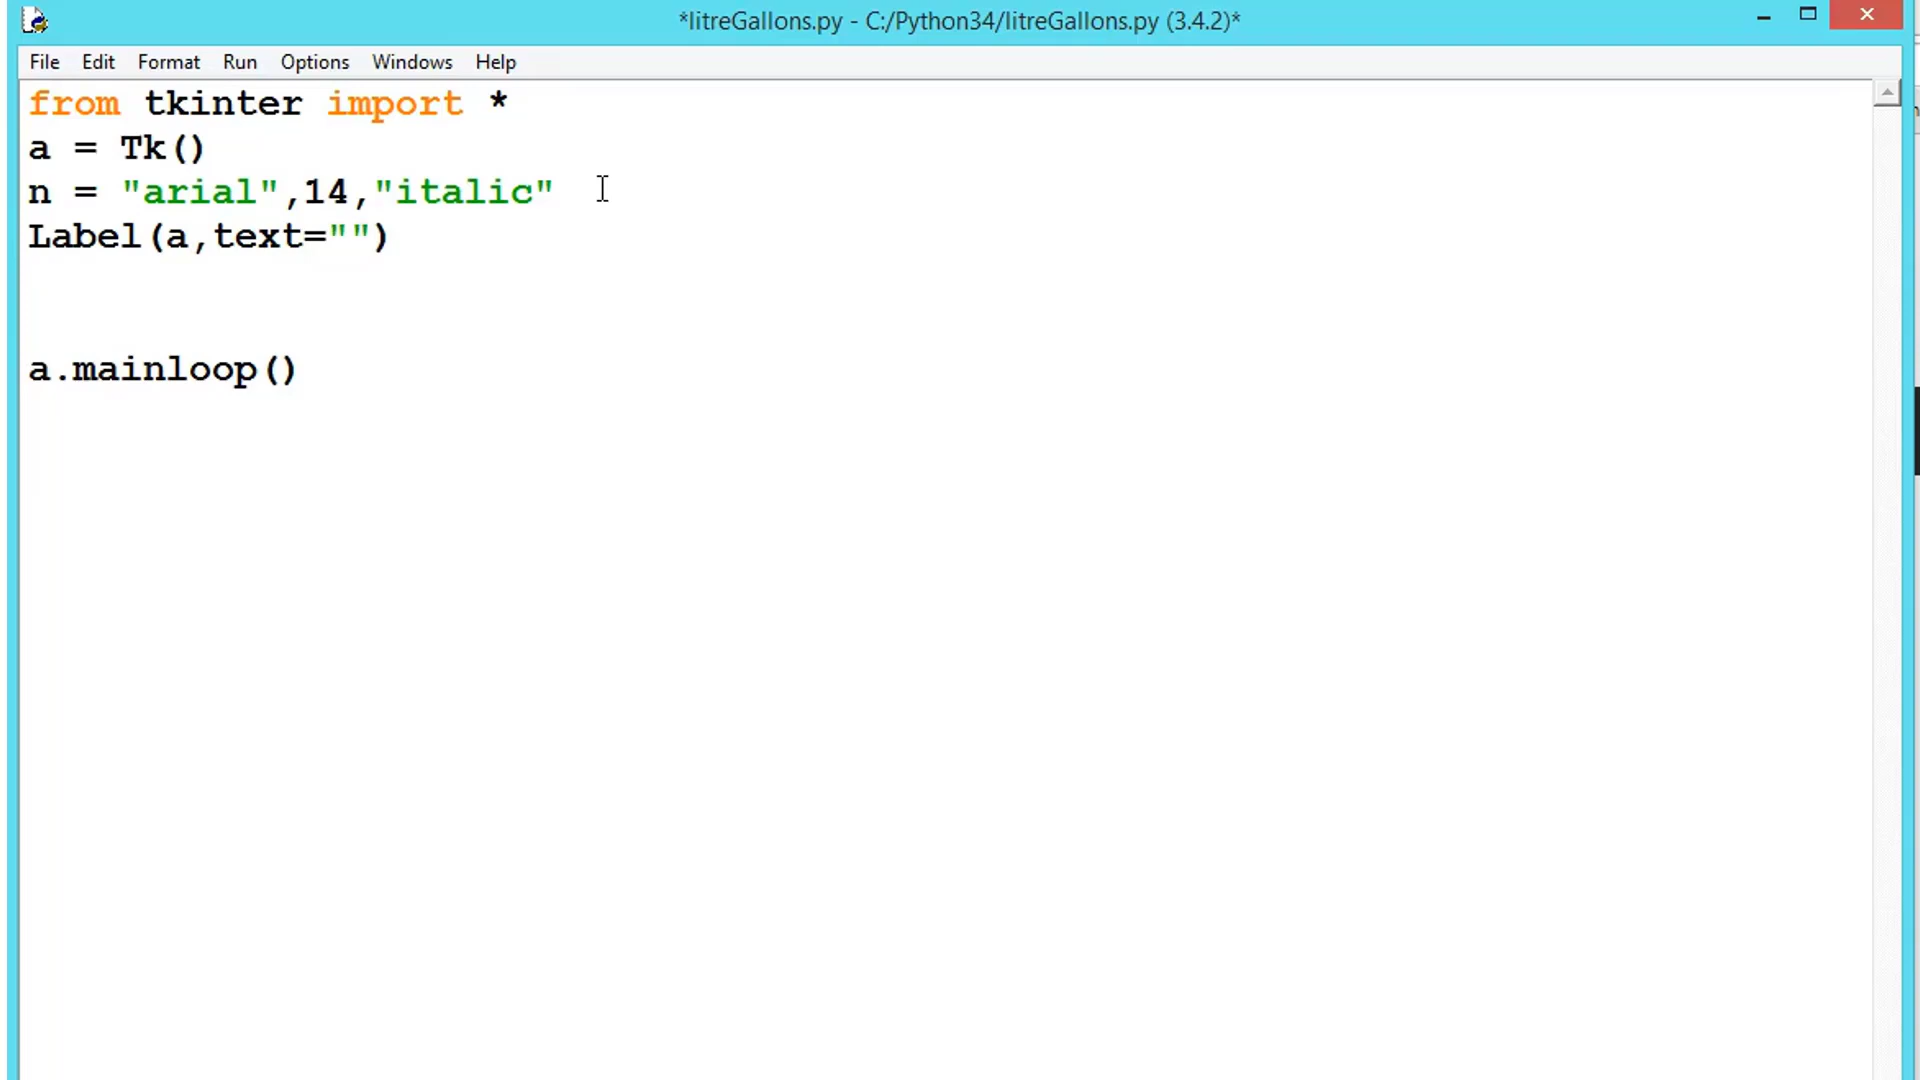 *litreGallons.py - C:/Python34/litreGallons.py (3.4.2)*
File Edit Format Run Options Windows Help
from tkinter import *
a = Tk()
n = "arial",14,"italic"
Label(a,text="")
a.mainloop()